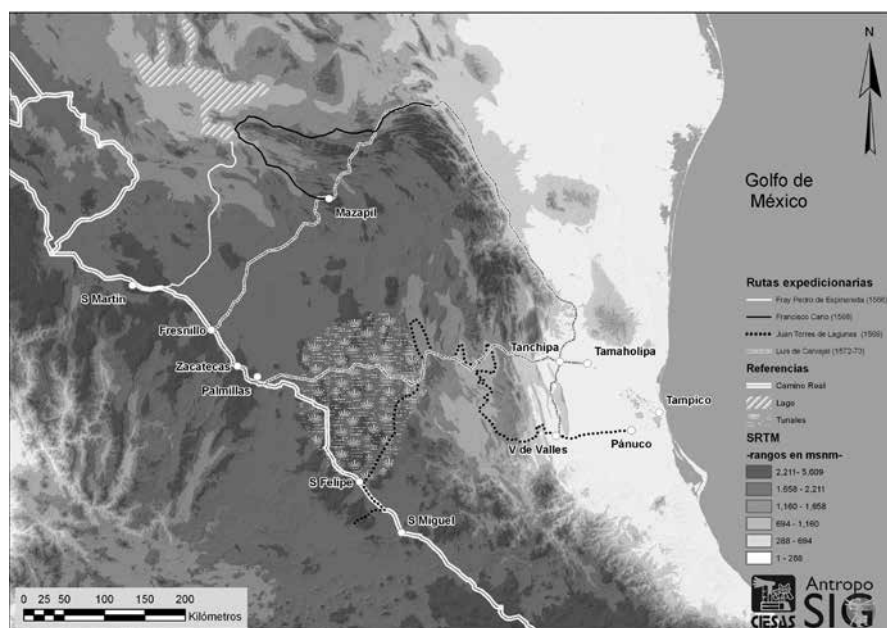 N
Golfo de
México
Mazapil
S Martín
Fresnillo
Zacatecas
Palmillas
Tanchipa
Tamaholipa
Tampico
V de Valles
Pánuco
S Felipe
S Miguel
Rutas expedicionarias
Fray Pedro de Espinareda (1566)
Francisco Cano (1568)
Juan Torres de Lagunas (1569)
Luis de Carvajal (1572-73)
Referencias
Camino Real
Lago
Tunales
SRTM
-rangos en msnm-
2,211- 5,609
1,658 - 2,211
1,160 - 1,658
694 - 1,160
288 - 694
1 - 288
0 25 50 100 150 200
Kilómetros
CIESAS
Antropo
SIG